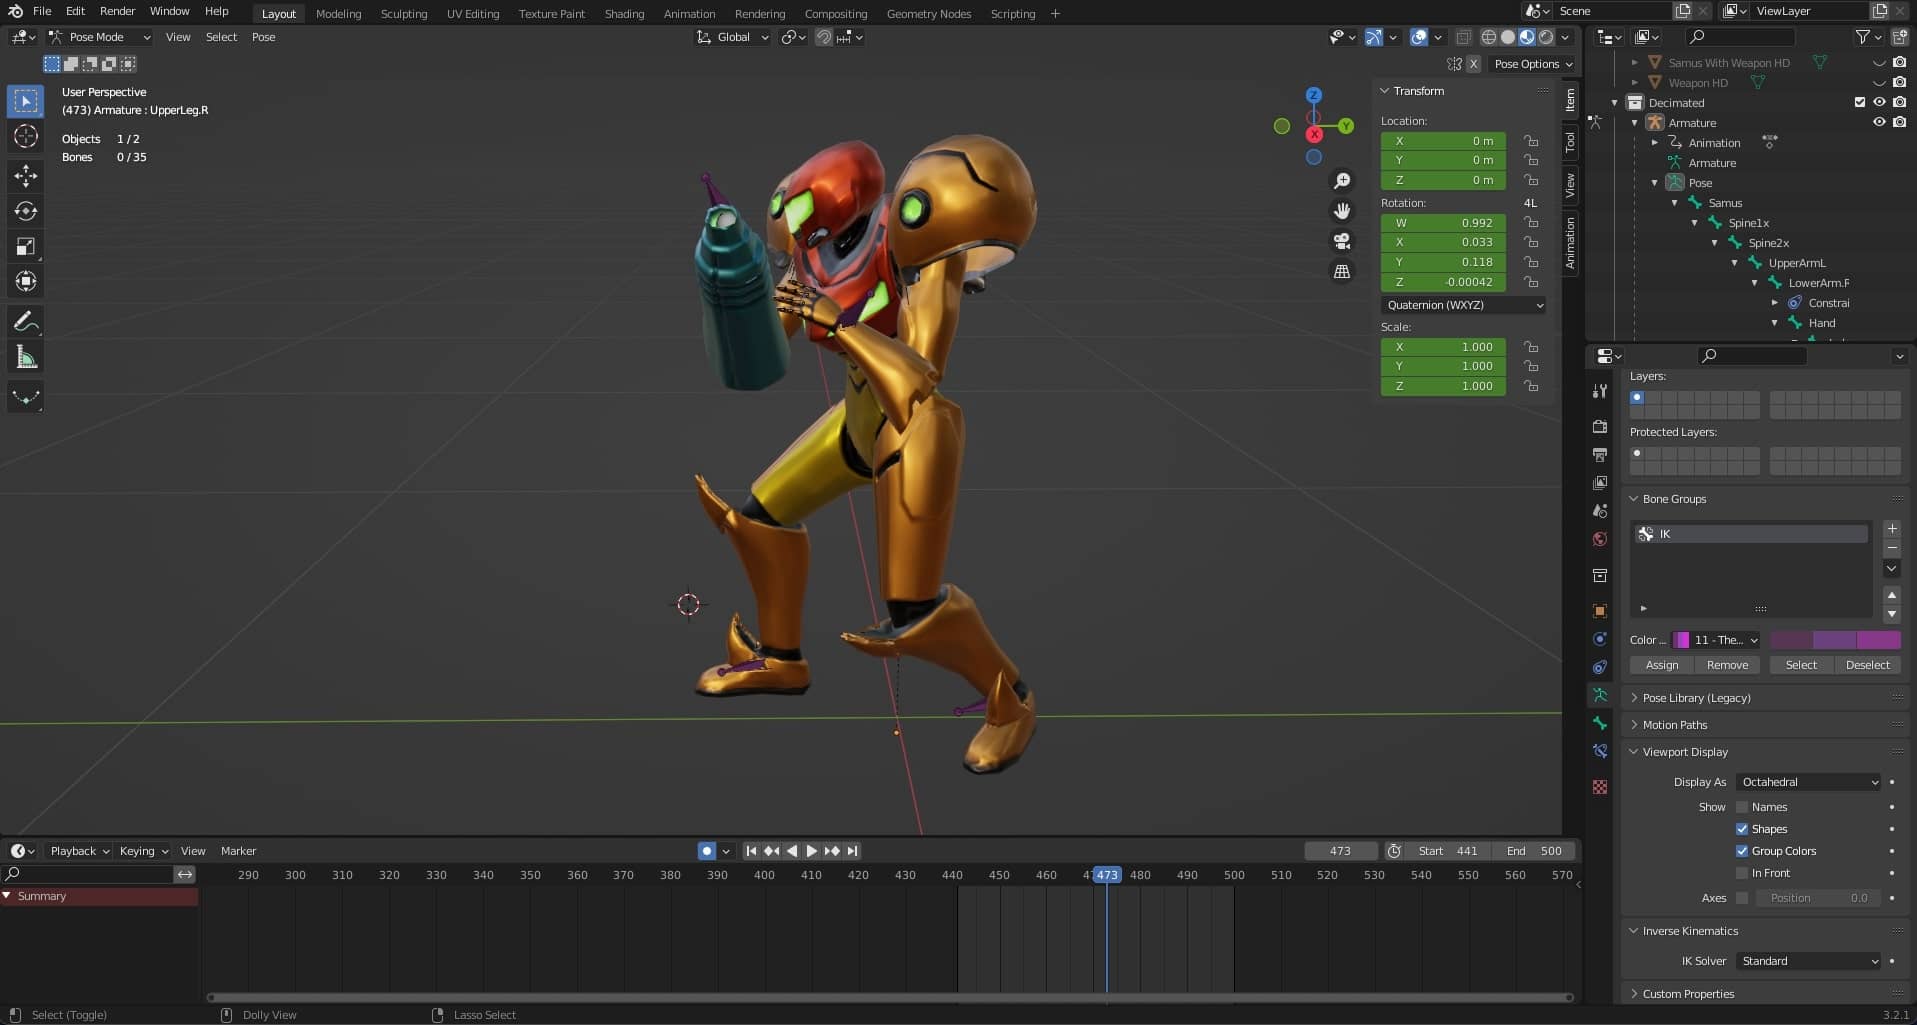 File Edit Render Window Help
Layout Modeling Sculpting UV Editing Texture Paint Shading Animation Rendering Compositing Geometry Nodes Scripting +
Scene
ViewLayer
Pose Mode View Select Pose
Global
X Pose Options
User Perspective
(473) Armature : UpperLeg.R
Objects 1 / 2
Bones 0 / 35
Z
Y
X
Transform
Location:
X 0 m
Y 0 m
Z 0 m
Rotation: 4L
W 0.992
X 0.033
Y 0.118
Z -0.00042
Quaternion (WXYZ)
Scale:
X 1.000
Y 1.000
Z 1.000
Item
Tool
View
Animation
Samus With Weapon HD
Weapon HD
Decimated
Armature
Animation
Armature
Pose
Samus
Spine1x
Spine2x
UpperArmL
LowerArm.R
Constrai
Hand
Layers:
Protected Layers:
Bone Groups
IK
Color ... 11 - The...
Assign Remove Select Deselect
Pose Library (Legacy)
Motion Paths
Viewport Display
Display As Octahedral
Show Names
Shapes
Group Colors
In Front
Axes Position 0.0
Inverse Kinematics
IK Solver Standard
Custom Properties
Playback Keying View Marker
473 Start 441 End 500
290 300 310 320 330 340 350 360 370 380 390 400 410 420 430 440 450 460 473 480 490 500 510 520 530 540 550 560 570
Summary
Select (Toggle) Dolly View Lasso Select
3.2.1